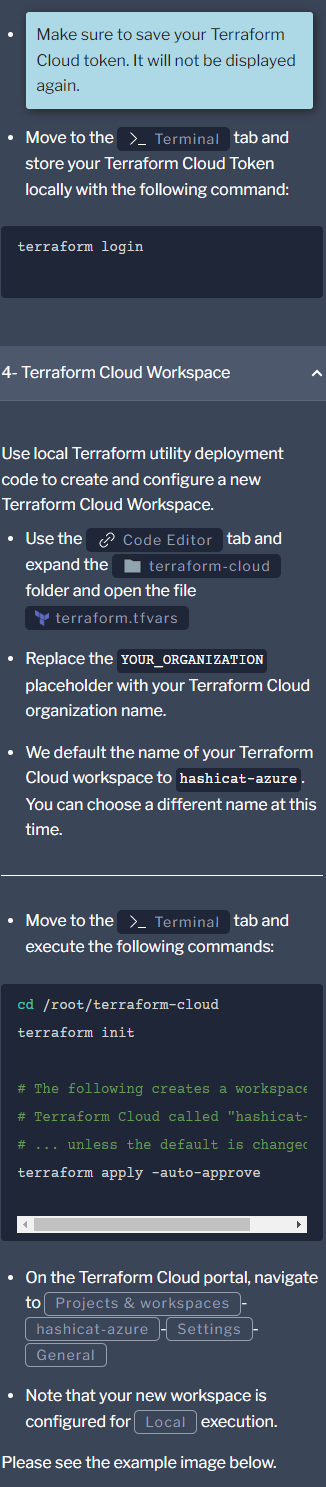 Make sure to save your Terraform
Cloud token. It will not be displayed
again.
Move to the >_ Terminal tab and
store your Terraform Cloud Token
locally with the following command:
terraform login
4- Terraform Cloud Workspace
Use local Terraform utility deployment
code to create and configure a new
Terraform Cloud Workspace.
Use the Code Editor tab and
expand the terraform-cloud
folder and open the file
terraform.tfvars
Replace the YOUR_ORGANIZATION
placeholder with your Terraform Cloud
organization name.
We default the name of your Terraform
Cloud workspace to hashicat-azure.
You can choose a different name at this
time.
Move to the >_ Terminal tab and
execute the following commands:
cd /root/terraform-cloud
terraform init
# The following creates a workspace
# Terraform Cloud called "hashicat-
# ... unless the default is changed
terraform apply -auto-approve
On the Terraform Cloud portal, navigate
to Projects & workspaces-
hashicat-azure-Settings-
General
Note that your new workspace is
configured for Local execution.
Please see the example image below.